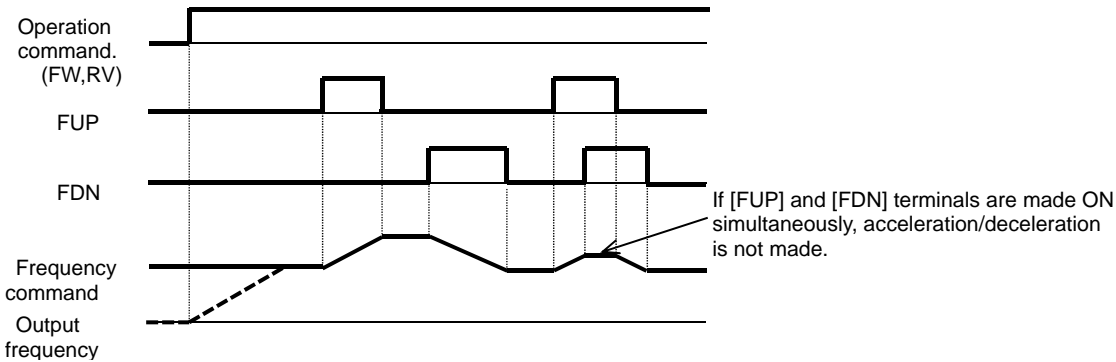 Operation
command.
(FW,RV)
FUP
FDN
If [FUP] and [FDN] terminals are made ON
simultaneously, acceleration/deceleration
is not made.
Frequency
command
Output
frequency